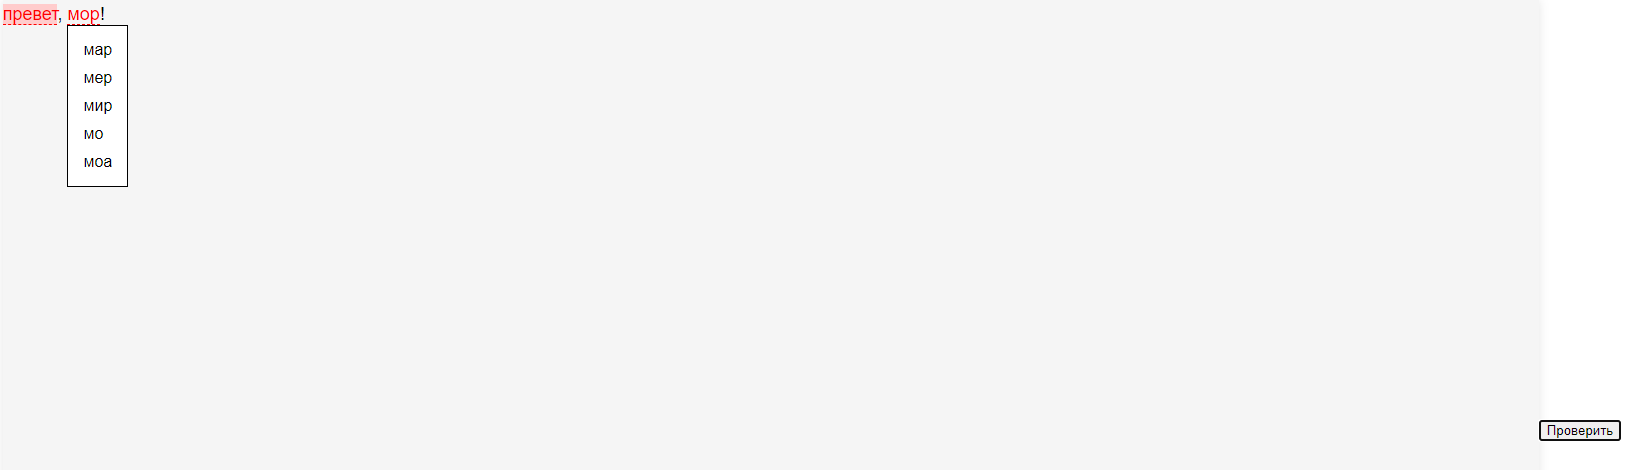 превет, мор!
мар
мер
мир
мо
моа
Проверить